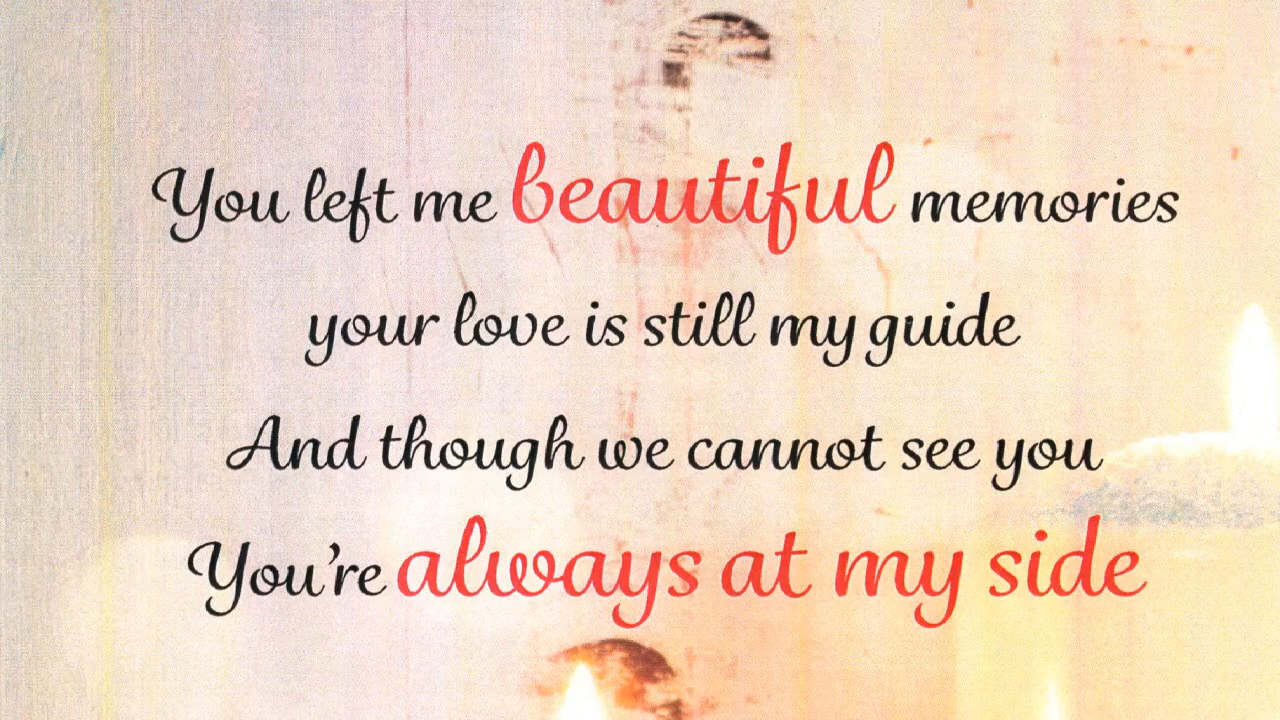 You left me beautiful memories
your love is still my guide
And though we cannot see you
You're always at my side